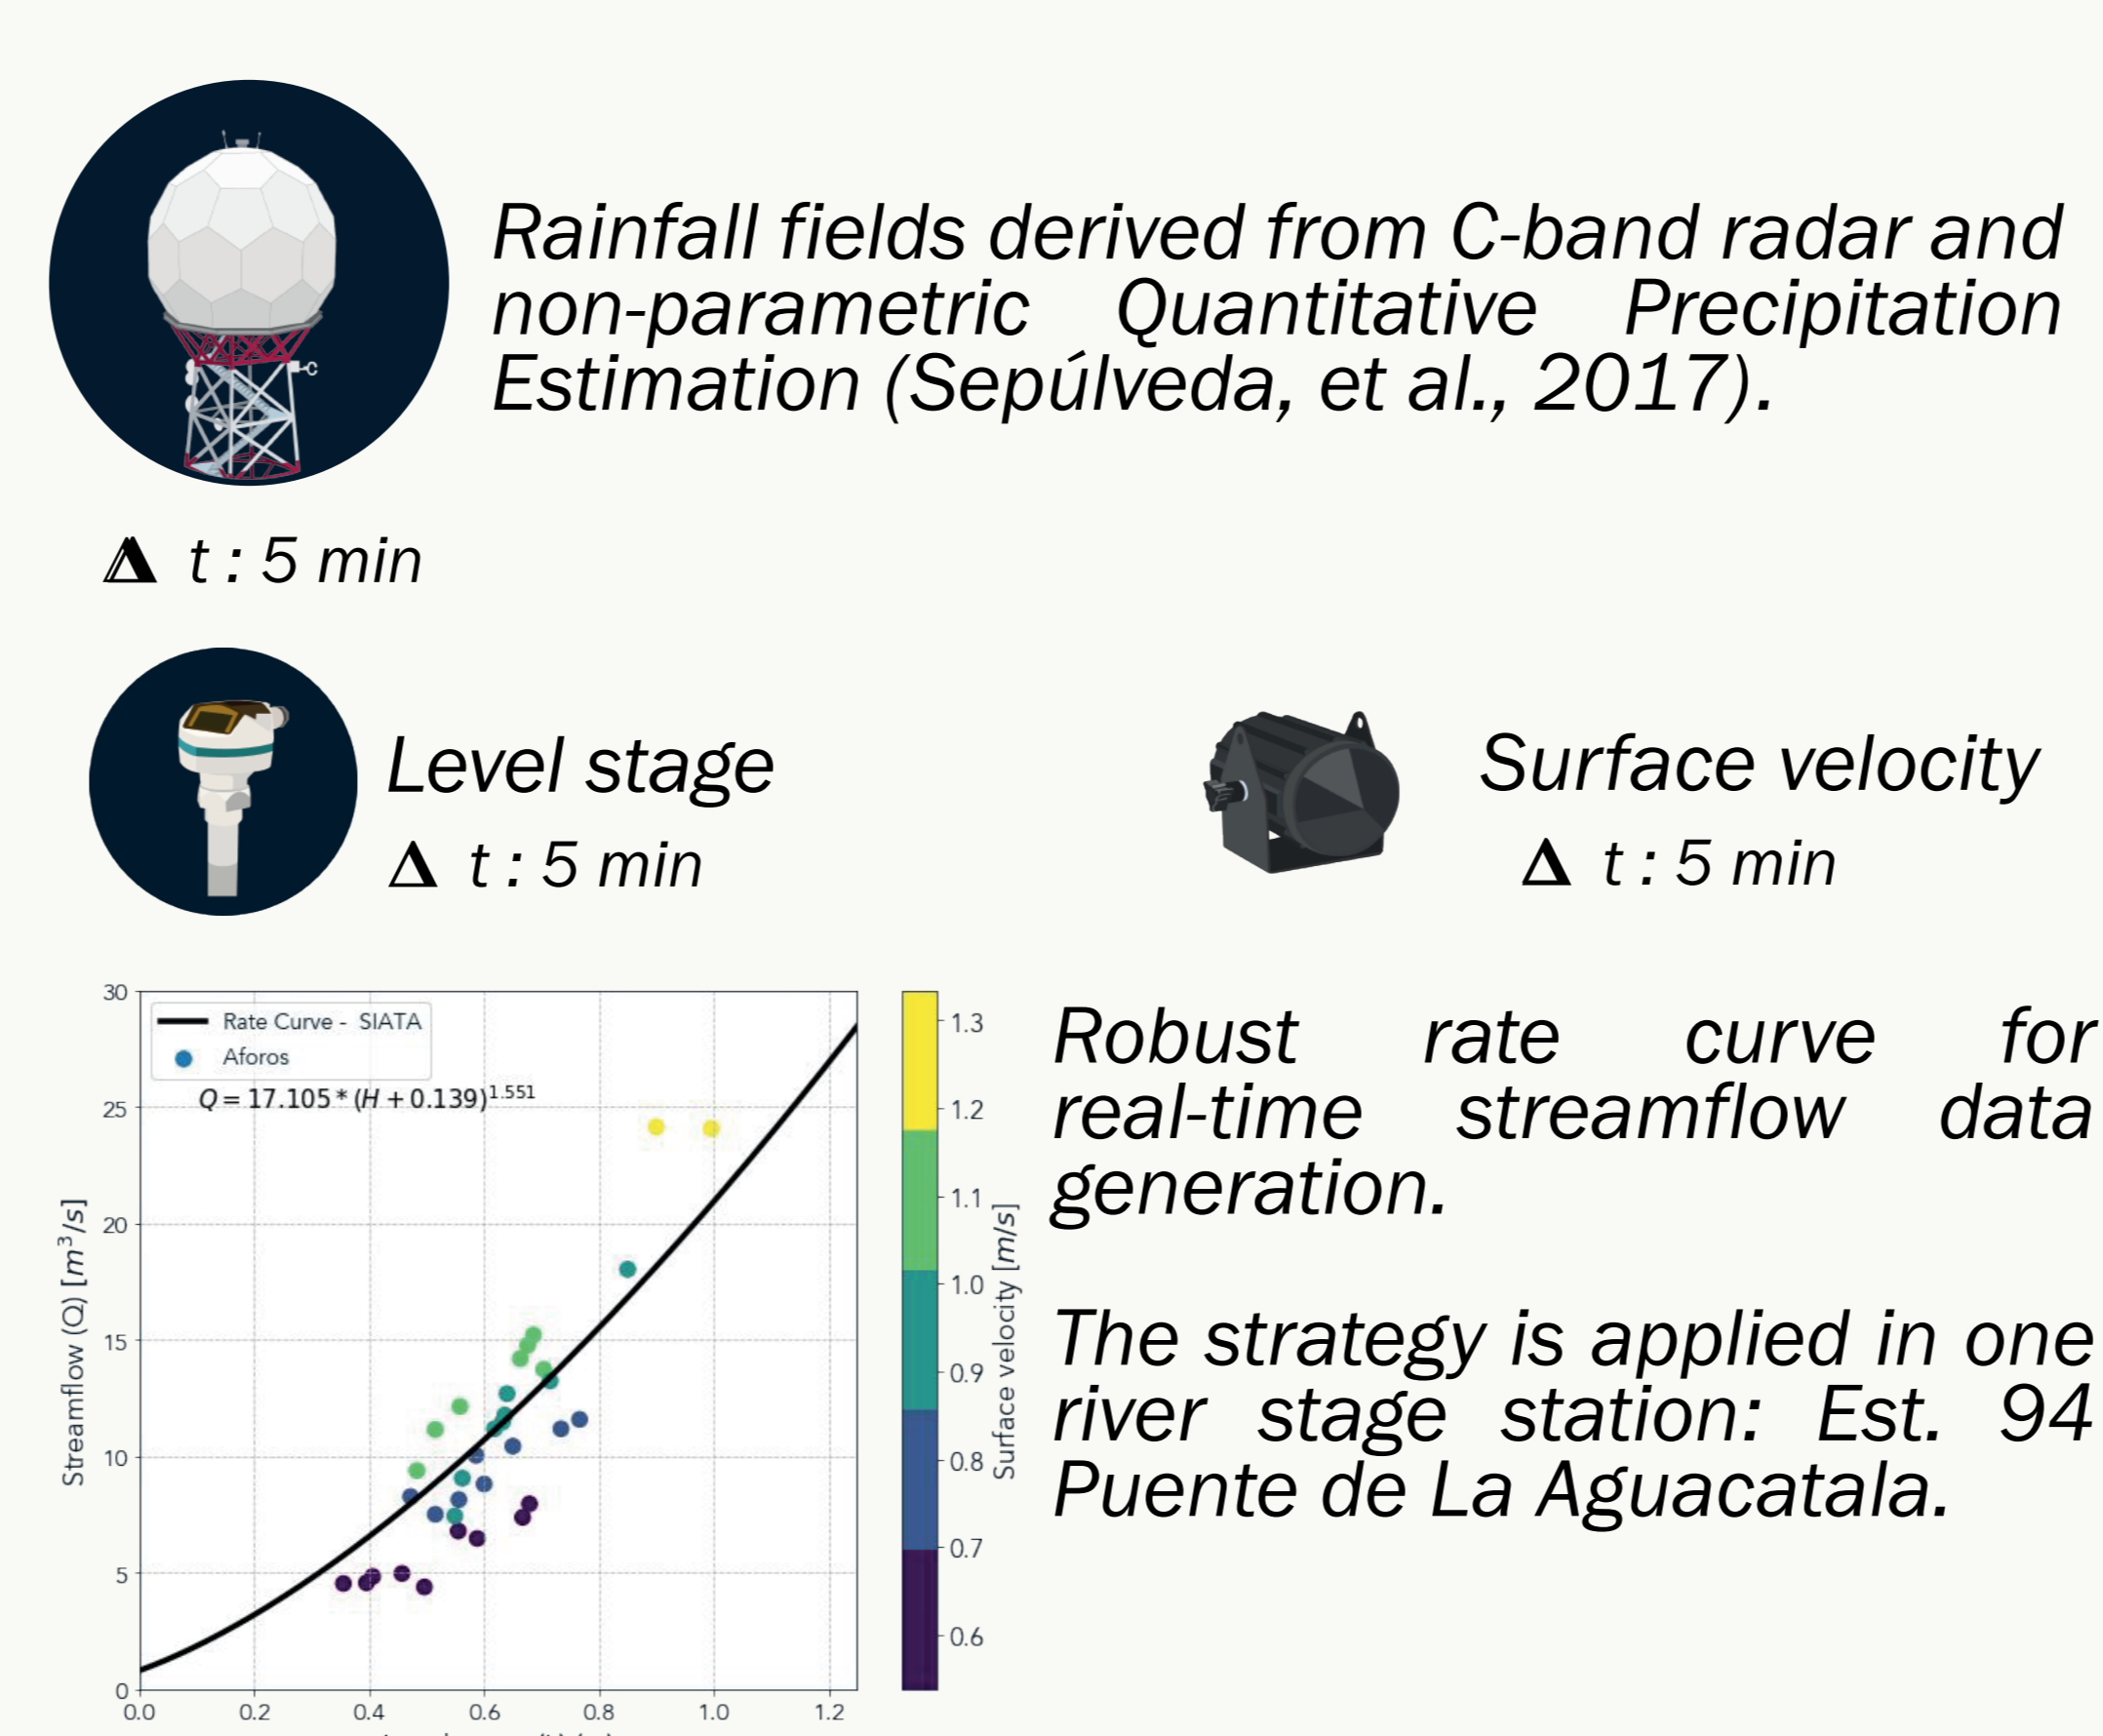 Rainfall fields derived from C-band radar and
non-parametric Quantitative Precipitation
Estimation (Sepúlveda, et al., 2017).
Δ t : 5 min
Level stage
Δ t : 5 min
Surface velocity
Δ t : 5 min
Rate Curve - SIATA
Aforos
Q = 17.105 * (H + 0.139)^1.551
Streamflow (Q) [m³/s]
30
25
20
15
10
5
0
0.0 0.2 0.4 0.6 0.8 1.0 1.2
1.3
1.2
1.1
1.0
0.9
0.8
0.7
0.6
Surface velocity [m/s]
Robust rate curve for
real-time streamflow data
generation.
The strategy is applied in one
river stage station: Est. 94
Puente de La Aguacatala.